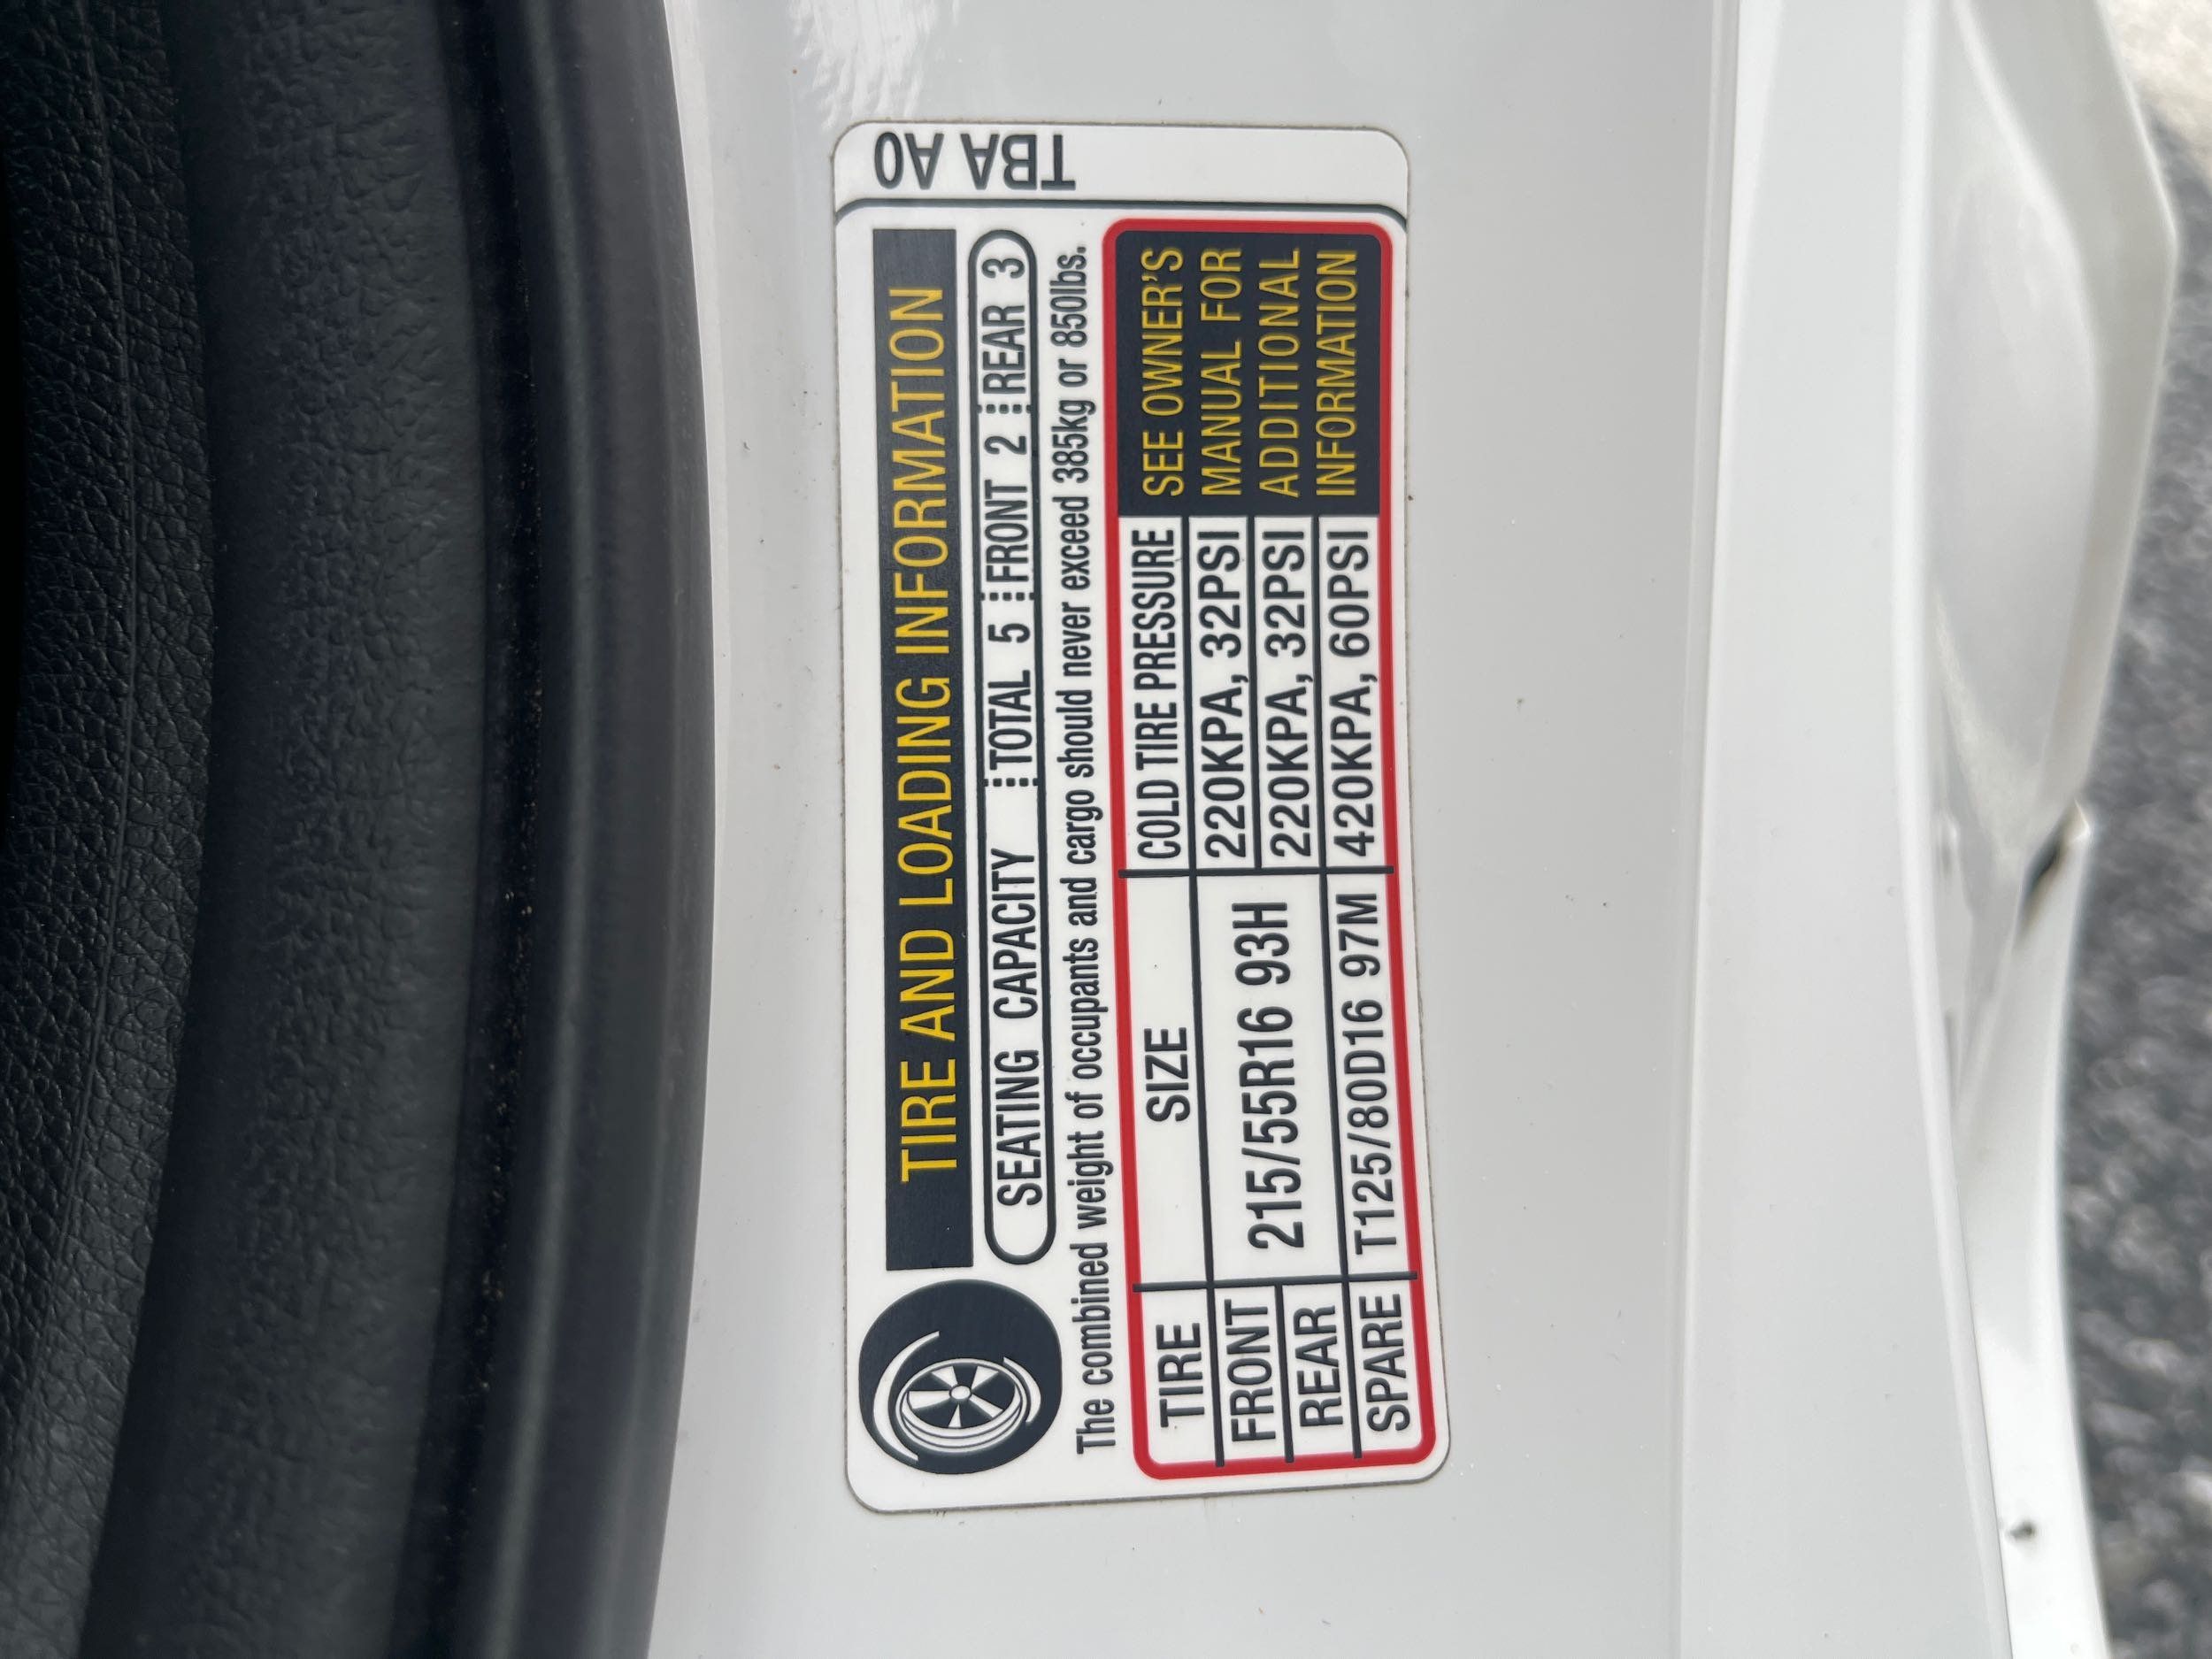 TIRE AND LOADING INFORMATION
SEATING CAPACITY TOTAL 5 FRONT 2 REAR 3
The combined weight of occupants and cargo should never exceed 385kg or 850lbs.
TIRE SIZE COLD TIRE PRESSURE
FRONT 215/55R16 93H 220KPA, 32PSI
REAR 220KPA, 32PSI
SPARE T125/80D16 97M 420KPA, 60PSI
SEE OWNER'S
MANUAL FOR
ADDITIONAL
INFORMATION
TBA A0